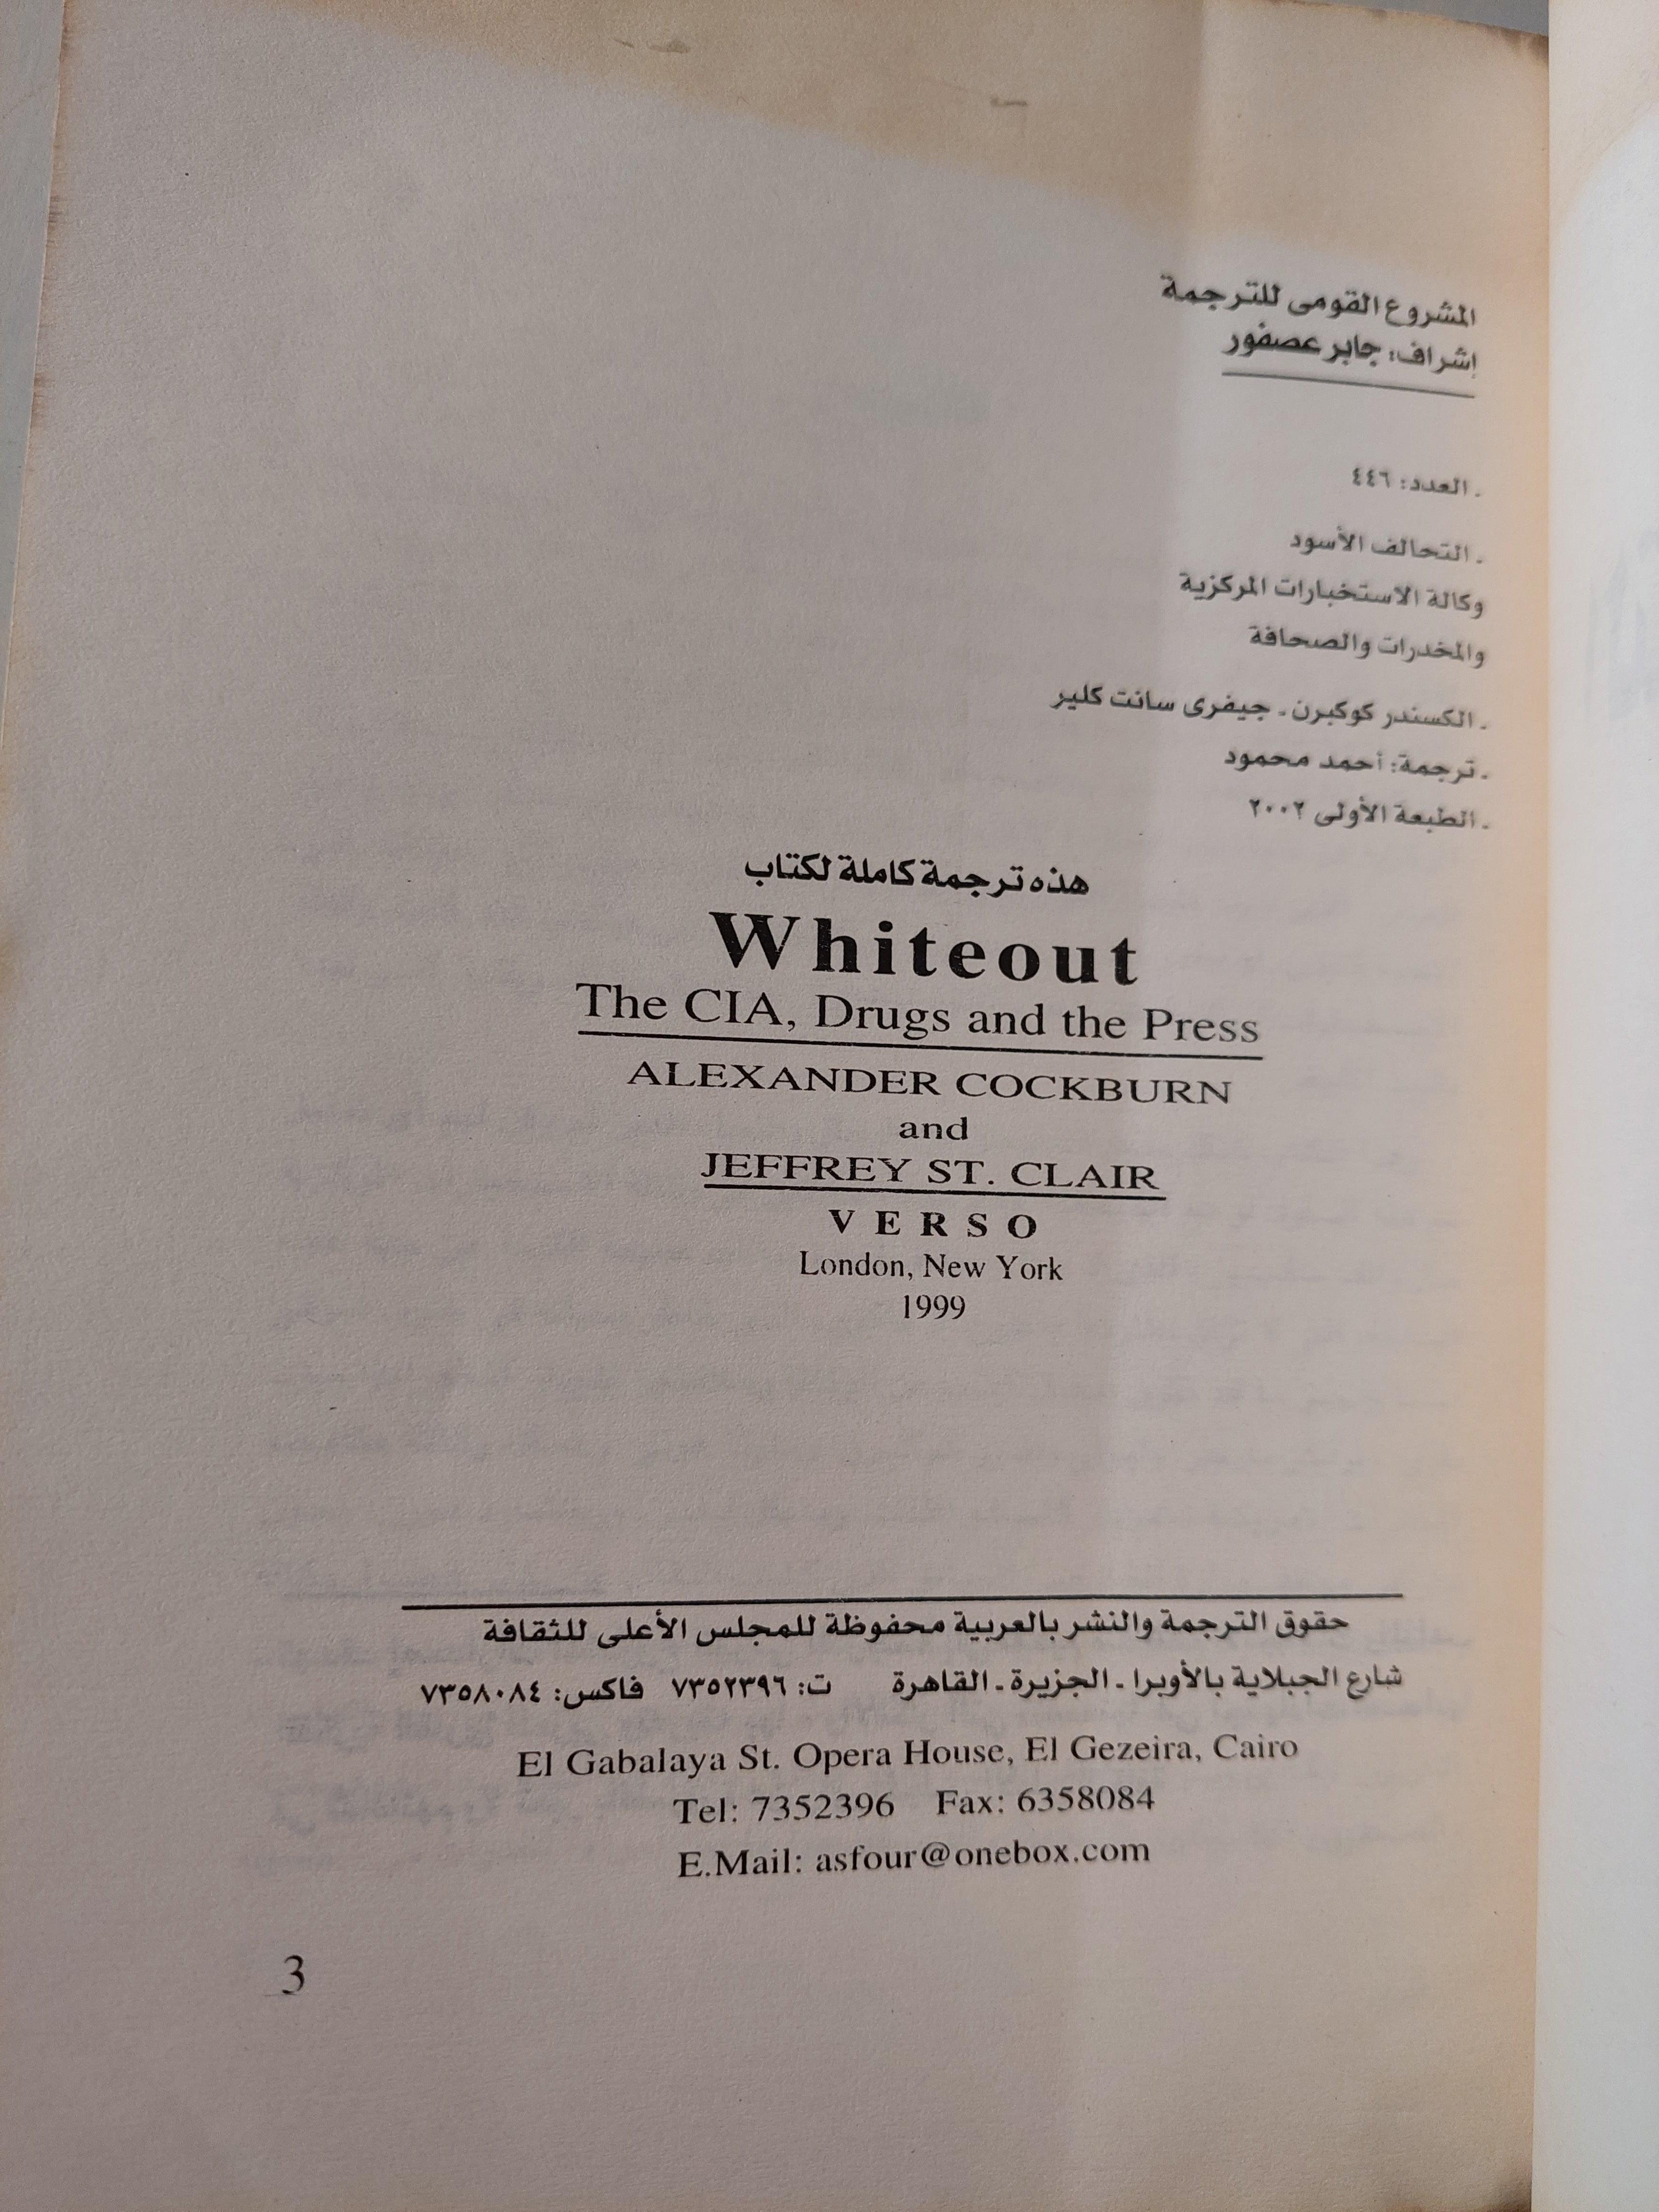 المشروع القومى للترجمة
إشراف: جابر عصفور
ـ العدد: ٤٤٦
ـ التحالف الأسود
وكالة الاستخبارات المركزية
والمخدرات والصحافة
ـ الكسندر كوكبرن ـ جيفرى سانت كلير
ـ ترجمة: أحمد محمود
ـ الطبعة الأولى ٢٠٠٢
هذه ترجمة كاملة لكتاب
Whiteout
The CIA, Drugs and the Press
ALEXANDER COCKBURN
and
JEFFREY ST. CLAIR
VERSO
London, New York
1999
حقوق الترجمة والنشر بالعربية محفوظة للمجلس الأعلى للثقافة
شارع الجبلاية بالأوبرا ـ الجزيرة ـ القاهرة ت: ٧٣٥٢٣٩٦ فاكس: ٧٣٥٨٠٨٤
El Gabalaya St. Opera House, El Gezeira, Cairo
Tel: 7352396 Fax: 6358084
E.Mail: asfour@onebox.com
3